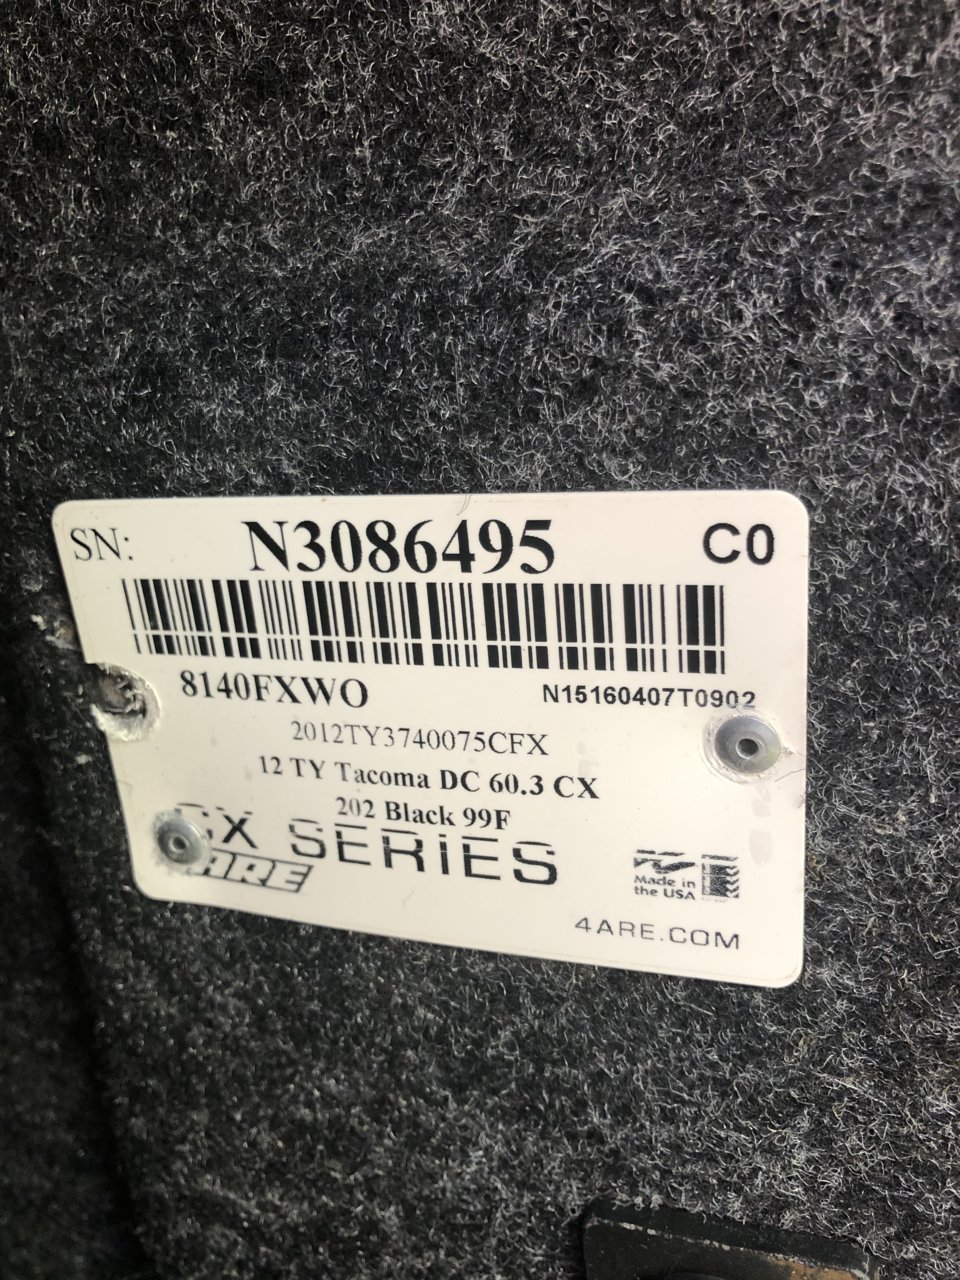 SN: N3086495 C0
8140FXWO N15160407T0902
2012TY3740075CFX
12 TY Tacoma DC 60.3 CX
202 Black 99F
CX SERiES
ARE
Made in
the USA
4ARE.COM